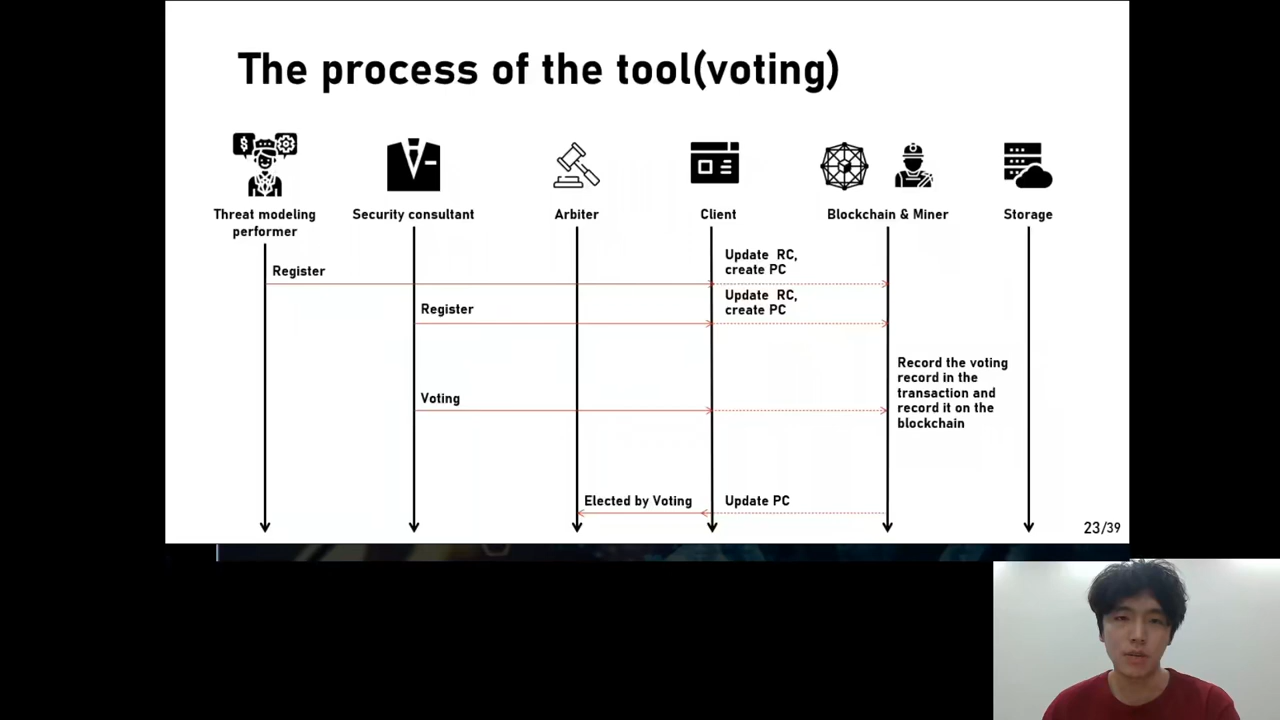 The process of the tool(voting)
Threat modeling
performer
Security consultant
Arbiter
Client
Blockchain & Miner
Storage
Register
Update RC,
create PC
Register
Update RC,
create PC
Voting
Record the voting
record in the
transaction and
record it on the
blockchain
Elected by Voting
Update PC
23/39